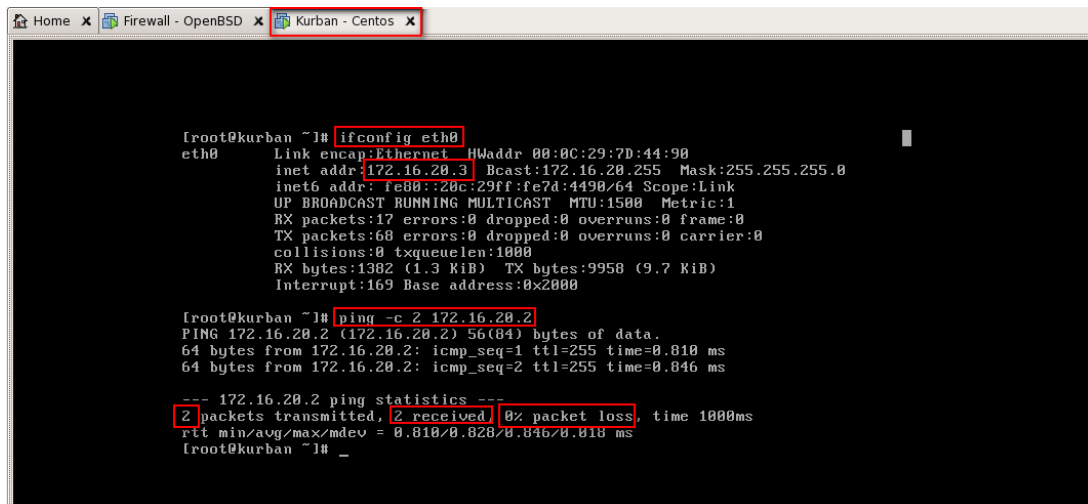 Home x Firewall - OpenBSD x Kurban - Centos x
[root@kurban ~]# ifconfig eth0
eth0 Link encap:Ethernet HWaddr 00:0C:29:7D:44:90
inet addr:172.16.20.3 Bcast:172.16.20.255 Mask:255.255.255.0
inet6 addr: fe80::20c:29ff:fe7d:4490/64 Scope:Link
UP BROADCAST RUNNING MULTICAST MTU:1500 Metric:1
RX packets:17 errors:0 dropped:0 overruns:0 frame:0
TX packets:68 errors:0 dropped:0 overruns:0 carrier:0
collisions:0 txqueuelen:1000
RX bytes:1382 (1.3 KiB) TX bytes:9958 (9.7 KiB)
Interrupt:169 Base address:0x2000
[root@kurban ~]# ping -c 2 172.16.20.2
PING 172.16.20.2 (172.16.20.2) 56(84) bytes of data.
64 bytes from 172.16.20.2: icmp_seq=1 ttl=255 time=0.810 ms
64 bytes from 172.16.20.2: icmp_seq=2 ttl=255 time=0.846 ms
--- 172.16.20.2 ping statistics ---
2 packets transmitted, 2 received, 0% packet loss, time 1000ms
rtt min/avg/max/mdev = 0.810/0.828/0.846/0.018 ms
[root@kurban ~]# _